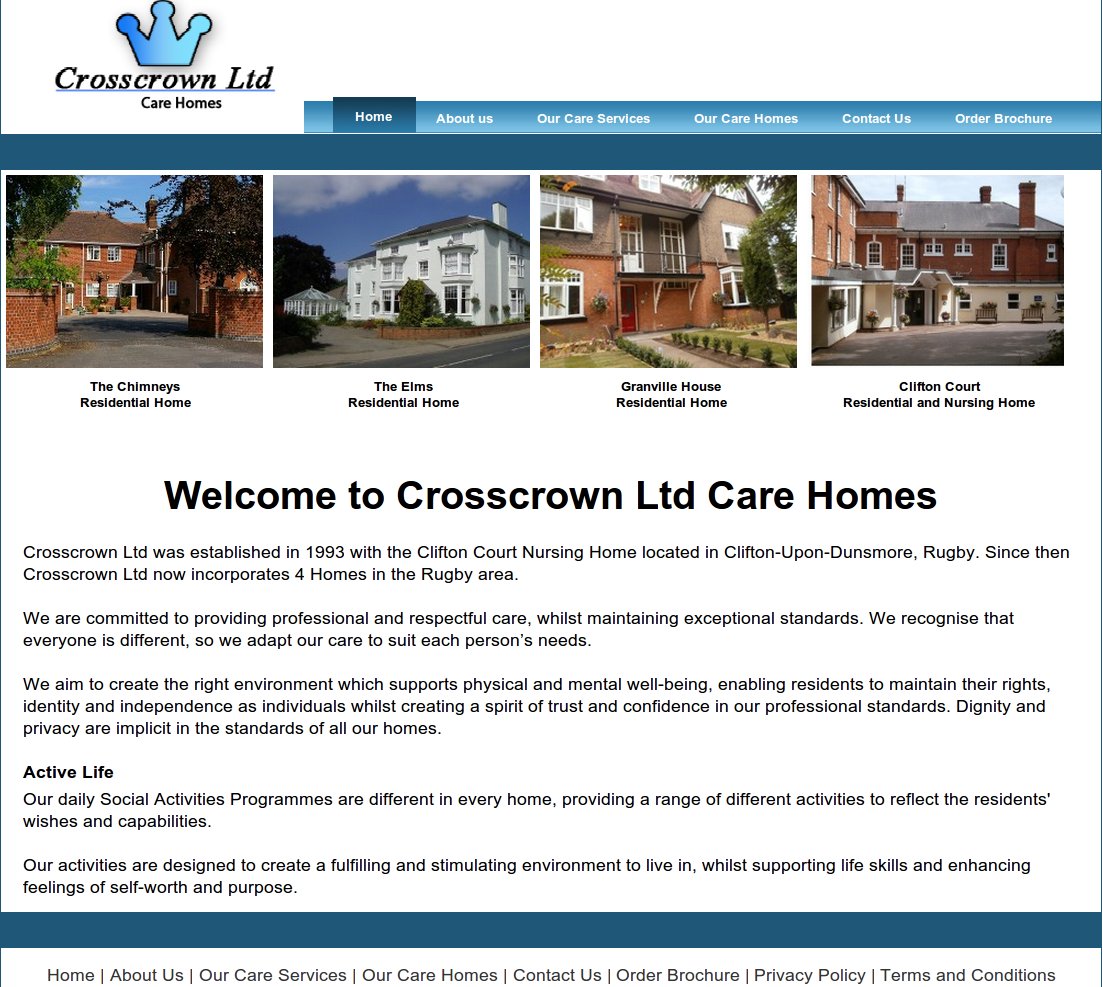 Crosscrown Ltd
Care Homes
Home
About us
Our Care Services
Our Care Homes
Contact Us
Order Brochure
The Chimneys
Residential Home
The Elms
Residential Home
Granville House
Residential Home
Clifton Court
Residential and Nursing Home
Welcome to Crosscrown Ltd Care Homes
Crosscrown Ltd was established in 1993 with the Clifton Court Nursing Home located in Clifton-Upon-Dunsmore, Rugby. Since then
Crosscrown Ltd now incorporates 4 Homes in the Rugby area.
We are committed to providing professional and respectful care, whilst maintaining exceptional standards. We recognise that
everyone is different, so we adapt our care to suit each person’s needs.
We aim to create the right environment which supports physical and mental well-being, enabling residents to maintain their rights,
identity and independence as individuals whilst creating a spirit of trust and confidence in our professional standards. Dignity and
privacy are implicit in the standards of all our homes.
Active Life
Our daily Social Activities Programmes are different in every home, providing a range of different activities to reflect the residents'
wishes and capabilities.
Our activities are designed to create a fulfilling and stimulating environment to live in, whilst supporting life skills and enhancing
feelings of self-worth and purpose.
Home | About Us | Our Care Services | Our Care Homes | Contact Us | Order Brochure | Privacy Policy | Terms and Conditions